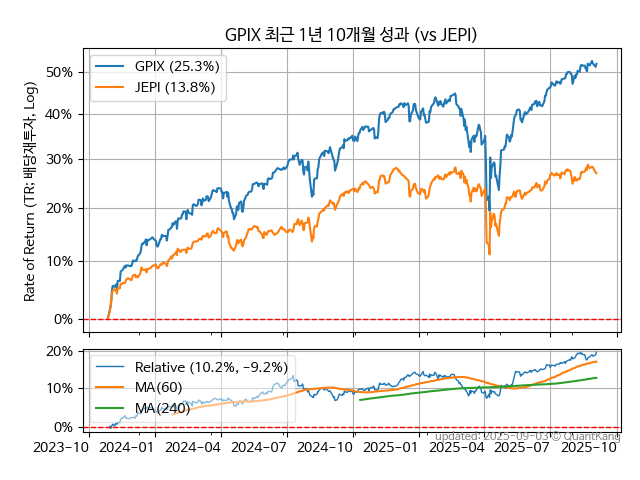 GPIX 최근 1년 10개월 성과 (vs JEPI)
Rate of Return (TR: 배당재투자, Log)
50%
40%
30%
20%
10%
0%
GPIX (25.3%)
JEPI (13.8%)
20%
10%
0%
Relative (10.2%, -9.2%)
MA(60)
MA(240)
updated: 2025-09-03 © QuantKang
2023-10 2024-01 2024-04 2024-07 2024-10 2025-01 2025-04 2025-07 2025-10